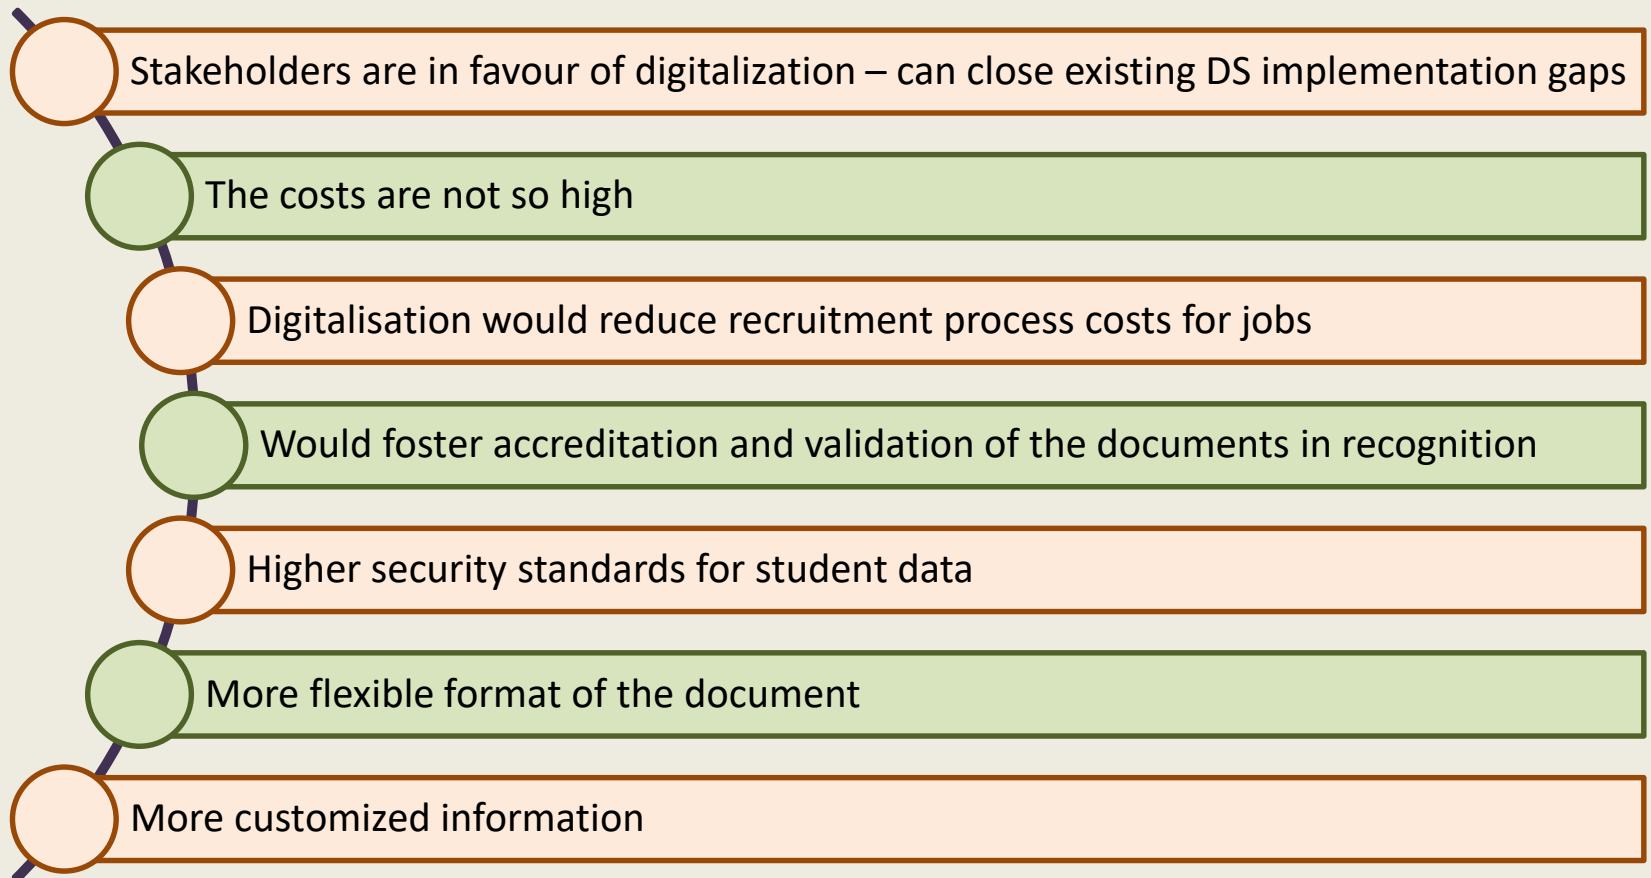 Stakeholders are in favour of digitalization – can close existing DS implementation gaps
The costs are not so high
Digitalisation would reduce recruitment process costs for jobs
Would foster accreditation and validation of the documents in recognition
Higher security standards for student data
More flexible format of the document
More customized information